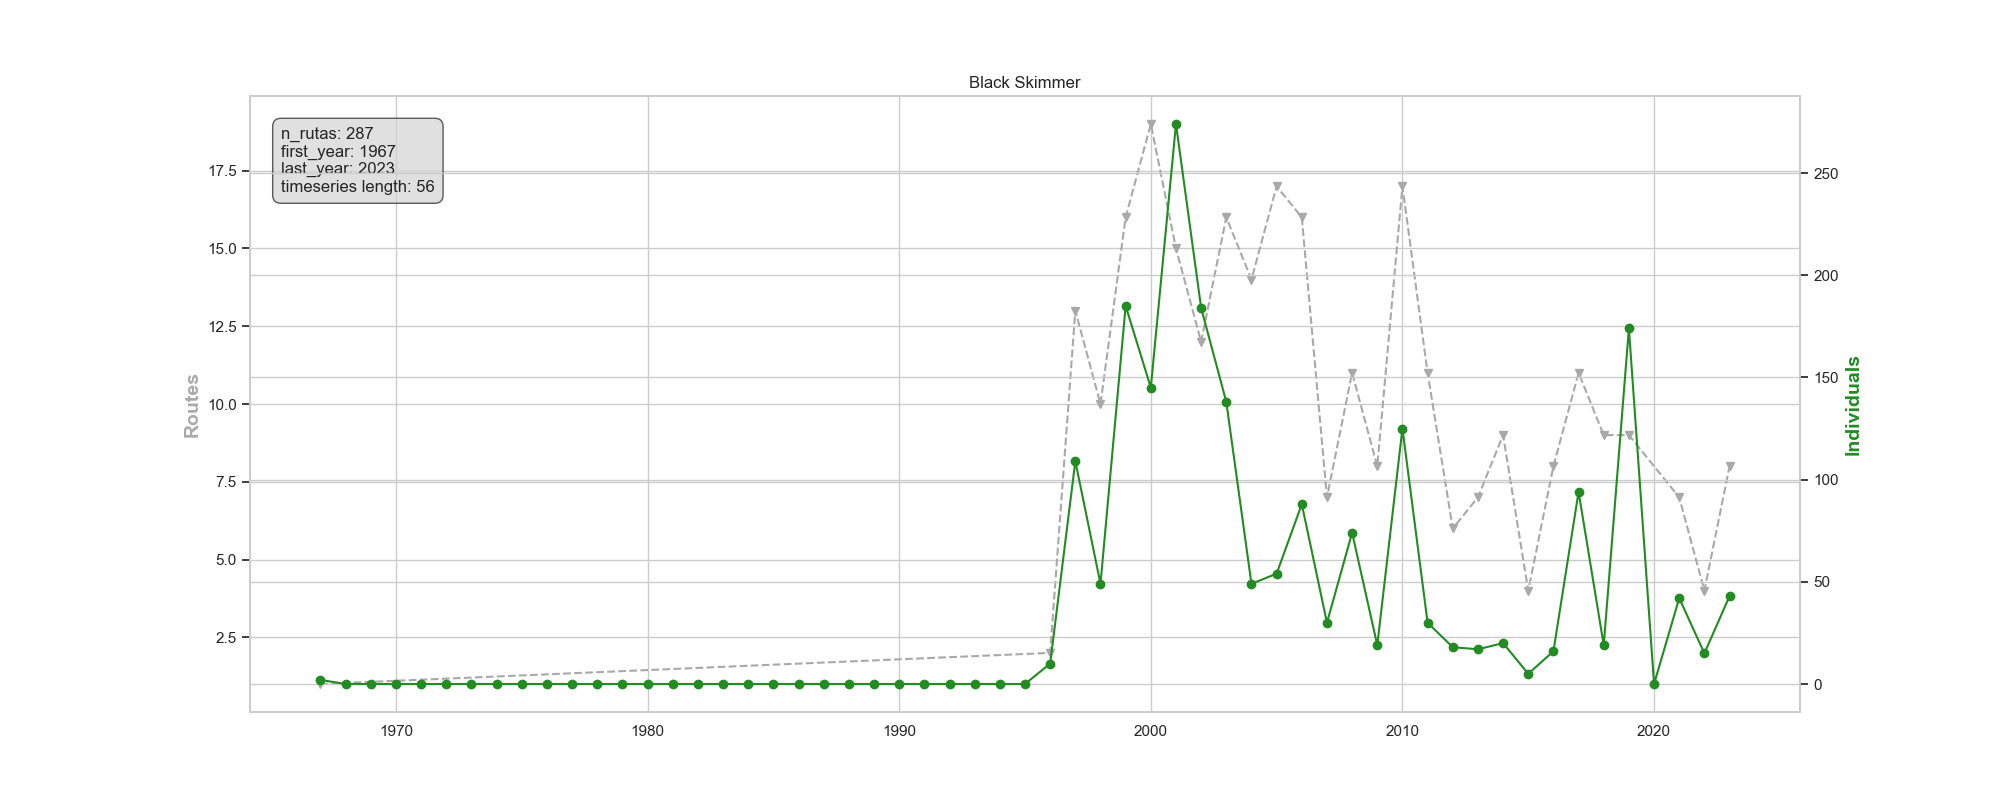 Black Skimmer
n_rutas: 287
first_year: 1967
last_year: 2023
timeseries length: 56
17.5
15.0
12.5
10.0
7.5
5.0
2.5
Routes
250
200
150
100
50
0
Individuals
1970
1980
1990
2000
2010
2020